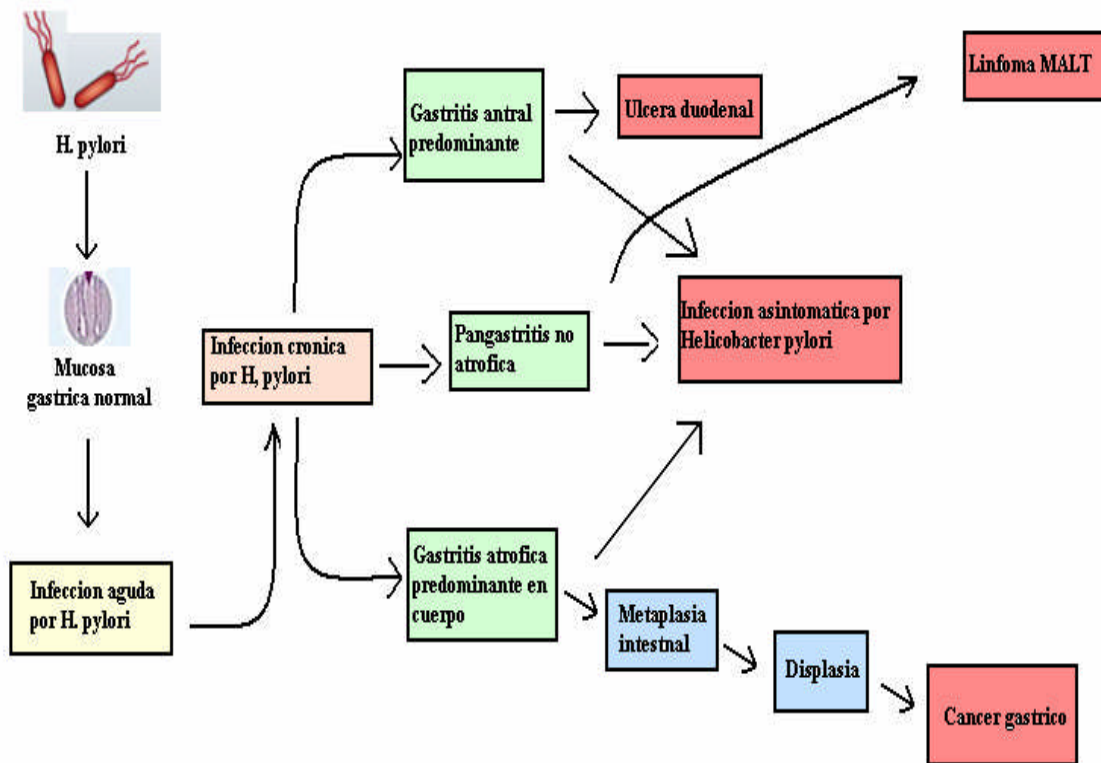 H. pylori
Mucosa
gastrica normal
Infeccion aguda
por H. pylori
Infeccion cronica
por H, pylori
Gastritis antral
predominante
Ulcera duodenal
Linfoma MALT
Pangastritis no
atrofica
Infeccion asintomatica por
Helicobacter pylori
Gastritis atrofica
predominante en
cuerpo
Metaplasia
intestnal
Displasia
Cancer gastrico